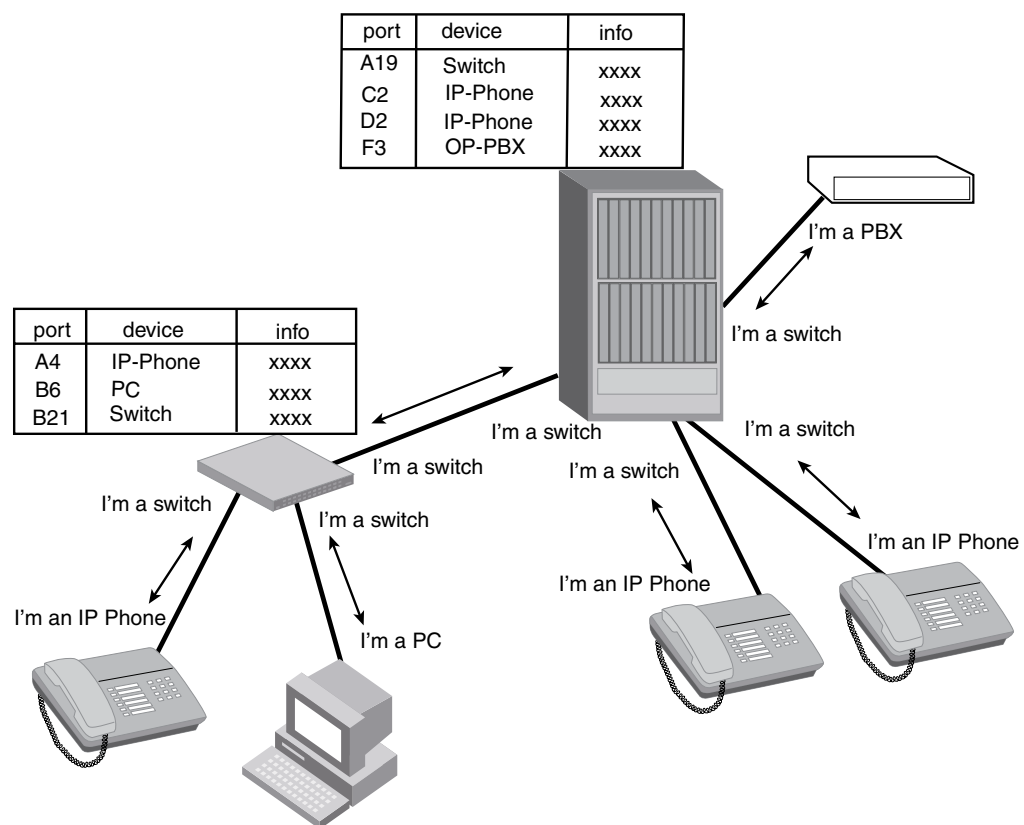 port device info
A19 Switch xxxx
C2 IP-Phone xxxx
D2 IP-Phone xxxx
F3 OP-PBX xxxx
I'm a PBX
I'm a switch
port device info
A4 IP-Phone xxxx
B6 PC xxxx
B21 Switch xxxx
I'm a switch
I'm a switch
I'm a switch
I'm a switch
I'm a switch
I'm a switch
I'm an IP Phone
I'm an IP Phone
I'm an IP Phone
I'm a PC